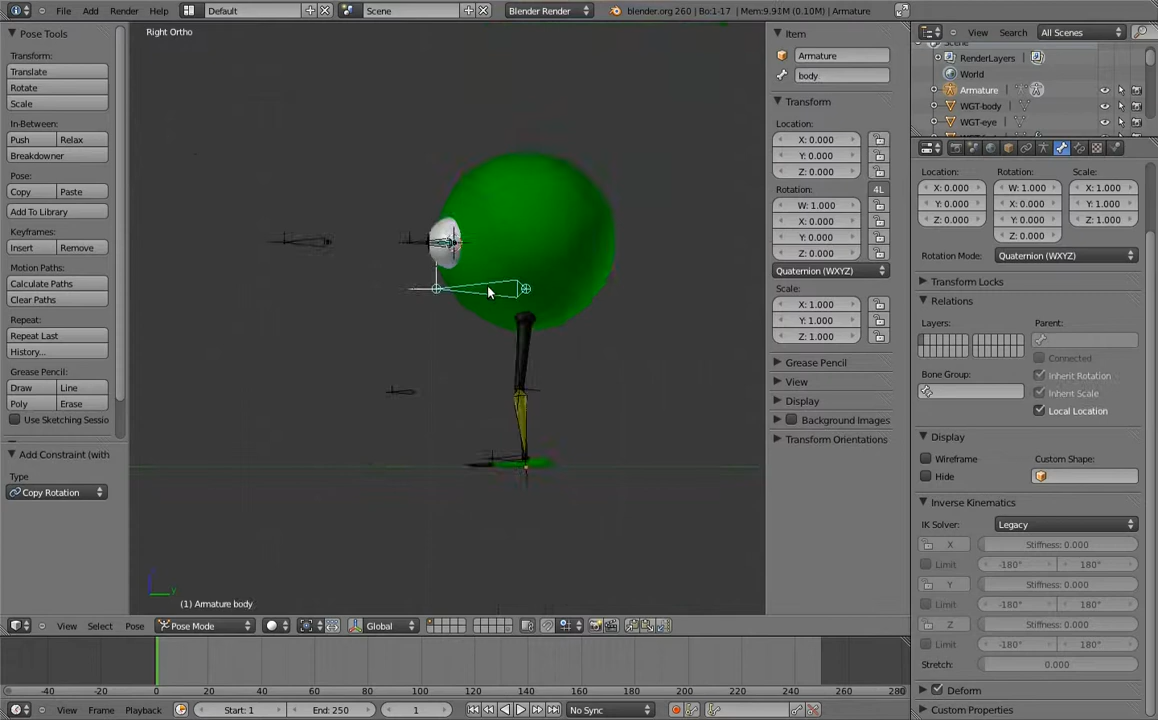 File Add Render Help Default Scene Blender Render blender.org 260 | Bo:1-17 | Mem:9.91M (0.10M) | Armature
Pose Tools
Transform:
Translate
Rotate
Scale
In-Between:
Push Relax
Breakdowner
Pose:
Copy Paste
Add To Library
Keyframes:
Insert Remove
Motion Paths:
Calculate Paths
Clear Paths
Repeat:
Repeat Last
History...
Grease Pencil:
Draw Line
Poly Erase
Use Sketching Sessio
Add Constraint (with
Type
Copy Rotation
Right Ortho
(1) Armature body
Item
Armature
body
Transform
Location:
X: 0.000
Y: 0.000
Z: 0.000
Rotation:
4L
W: 1.000
X: 0.000
Y: 0.000
Z: 0.000
Quaternion (WXYZ)
Scale:
X: 1.000
Y: 1.000
Z: 1.000
Grease Pencil
View
Display
Background Images
Transform Orientations
View Search All Scenes
RenderLayers
World
Armature
WGT-body
WGT-eye
Location: Rotation: Scale:
X: 0.000 W: 1.000 X: 1.000
Y: 0.000 X: 0.000 Y: 1.000
Z: 0.000 Y: 0.000 Z: 1.000
Z: 0.000
Rotation Mode: Quaternion (WXYZ)
Transform Locks
Relations
Layers: Parent:
Connected
Bone Group: Inherit Rotation
Inherit Scale
Local Location
Display
Wireframe Custom Shape:
Hide
Inverse Kinematics
IK Solver: Legacy
X Stiffness: 0.000
Limit -180° 180°
Y Stiffness: 0.000
Limit -180° 180°
Z Stiffness: 0.000
Limit -180° 180°
Stretch: 0.000
Deform
Custom Properties
View Select Pose Pose Mode Global
-40 -20 0 20 40 60 80 100 120 140 160 180 200 220 240 260 280
View Frame Playback Start: 1 End: 250 1 No Sync